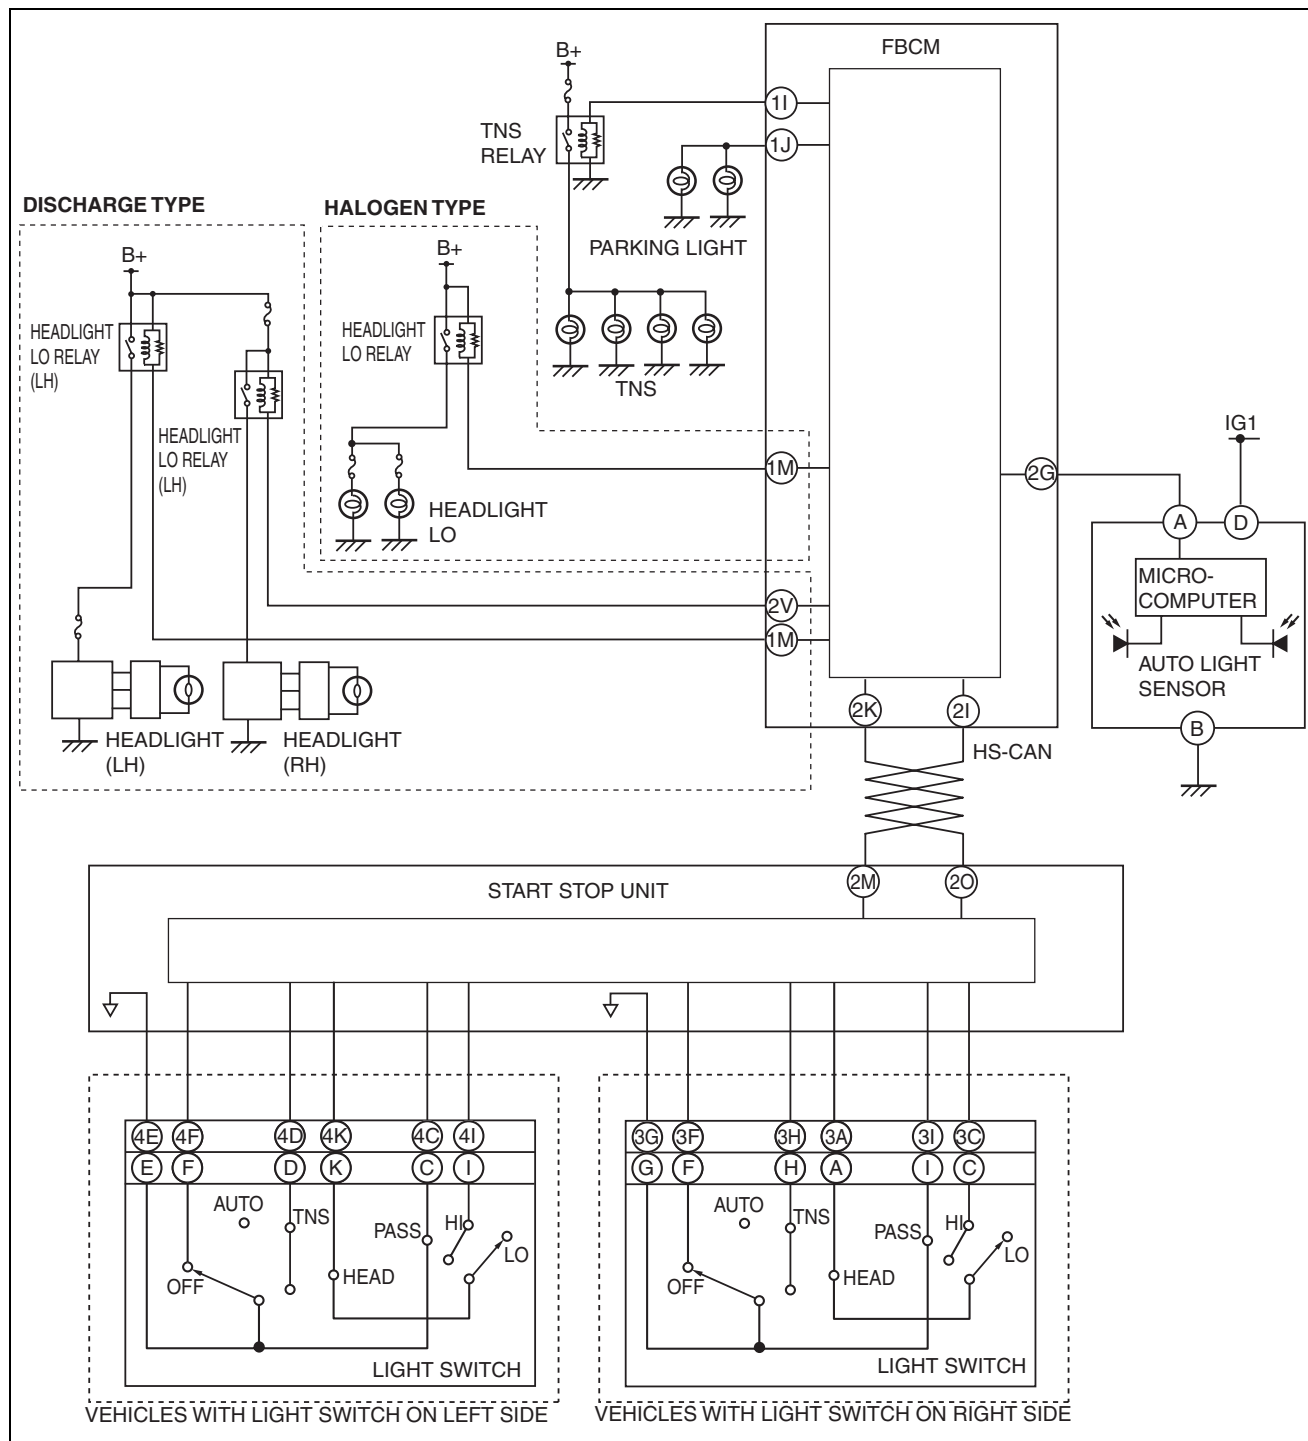 FBCM
B+
1I
TNS
RELAY
1J
DISCHARGE TYPE
HALOGEN TYPE
PARKING LIGHT
B+
B+
HEADLIGHT
LO RELAY
(LH)
HEADLIGHT
LO RELAY
TNS
HEADLIGHT
LO RELAY
(LH)
1M
2G
IG1
HEADLIGHT
LO
A
D
MICRO-
COMPUTER
2V
1M
AUTO LIGHT
SENSOR
2K
2I
B
HEADLIGHT
(LH)
HEADLIGHT
(RH)
HS-CAN
START STOP UNIT
2M
2O
4E
4F
4D
4K
4C
4I
E
F
D
K
C
I
AUTO
TNS
PASS
HI
LO
OFF
HEAD
LIGHT SWITCH
VEHICLES WITH LIGHT SWITCH ON LEFT SIDE
3G
3F
3H
3A
3I
3C
G
F
H
A
I
C
AUTO
TNS
PASS
HI
LO
OFF
HEAD
LIGHT SWITCH
VEHICLES WITH LIGHT SWITCH ON RIGHT SIDE